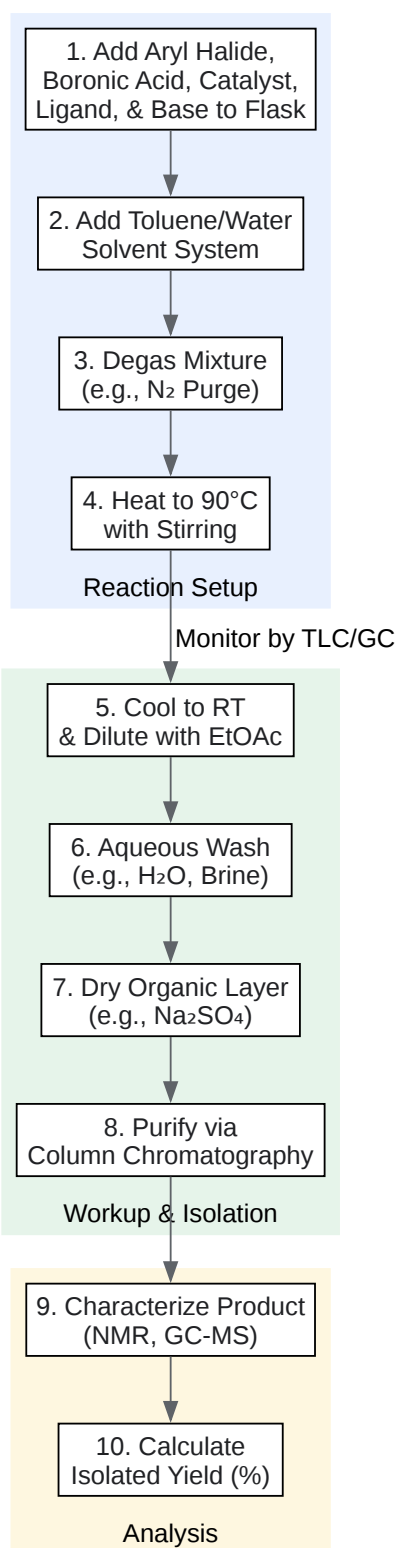 1. Add Aryl Halide,
Boronic Acid, Catalyst,
Ligand, & Base to Flask
2. Add Toluene/Water
Solvent System
3. Degas Mixture
(e.g., N₂ Purge)
4. Heat to 90°C
with Stirring
Reaction Setup
Monitor by TLC/GC
5. Cool to RT
& Dilute with EtOAc
6. Aqueous Wash
(e.g., H₂O, Brine)
7. Dry Organic Layer
(e.g., Na₂SO₄)
8. Purify via
Column Chromatography
Workup & Isolation
9. Characterize Product
(NMR, GC-MS)
10. Calculate
Isolated Yield (%)
Analysis